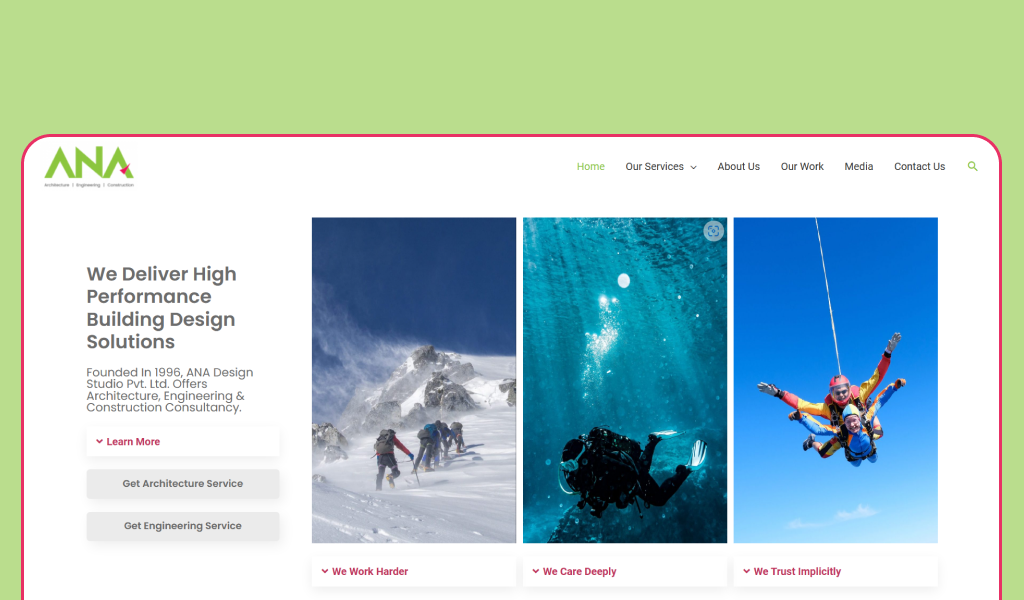 ANA
Architecture | Engineering | Construction
Home
Our Services
About Us
Our Work
Media
Contact Us
We Deliver High
Performance
Building Design
Solutions
Founded In 1996, ANA Design
Studio Pvt. Ltd. Offers
Architecture, Engineering &
Construction Consultancy.
Learn More
Get Architecture Service
Get Engineering Service
We Work Harder
We Care Deeply
We Trust Implicitly